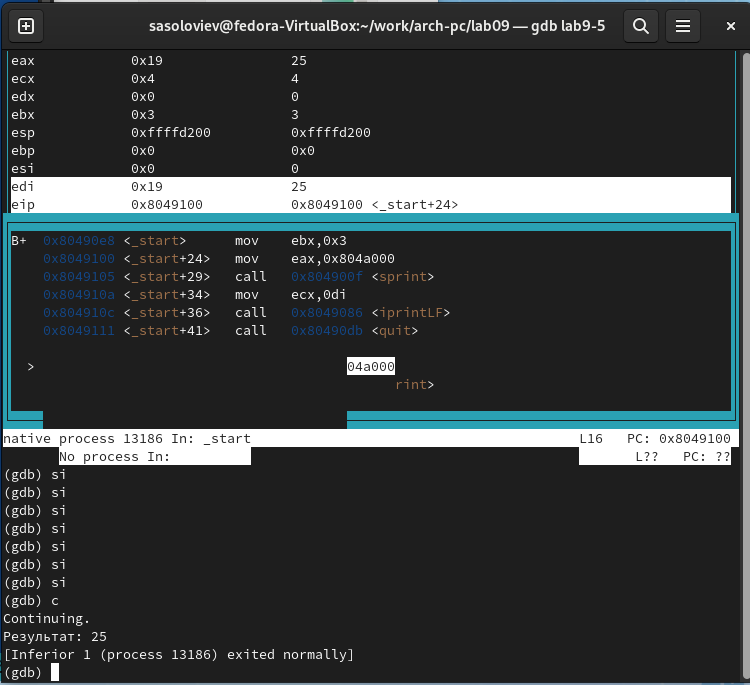 sasoloviev@fedora-VirtualBox:~/work/arch-pc/lab09 — gdb lab9-5
eax 0x19 25
ecx 0x4 4
edx 0x0 0
ebx 0x3 3
esp 0xffffd200 0xffffd200
ebp 0x0 0x0
esi 0x0 0
edi 0x19 25
eip 0x8049100 0x8049100 <_start+24>
B+ 0x80490e8 <_start> mov ebx,0x3
0x8049100 <_start+24> mov eax,0x804a000
0x8049105 <_start+29> call 0x804900f <sprint>
0x804910a <_start+34> mov ecx,0di
0x804910c <_start+36> call 0x8049086 <iprintLF>
0x8049111 <_start+41> call 0x80490db <quit>
> 04a000
rint>
native process 13186 In: _start L16 PC: 0x8049100
No process In: L?? PC: ??
(gdb) si
(gdb) si
(gdb) si
(gdb) si
(gdb) si
(gdb) si
(gdb) si
(gdb) c
Continuing.
Результат: 25
[Inferior 1 (process 13186) exited normally]
(gdb)